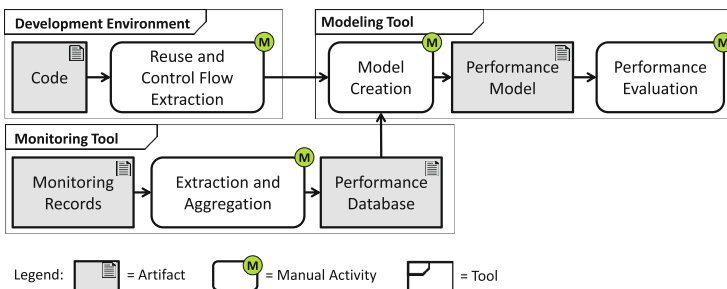 Development Environment
Code
Reuse and
Control Flow
Extraction
M
Modeling Tool
Model
Creation
M
Performance
Model
Performance
Evaluation
M
Monitoring Tool
Monitoring
Records
Extraction and
Aggregation
M
Performance
Database
Legend:
= Artifact
M
= Manual Activity
= Tool